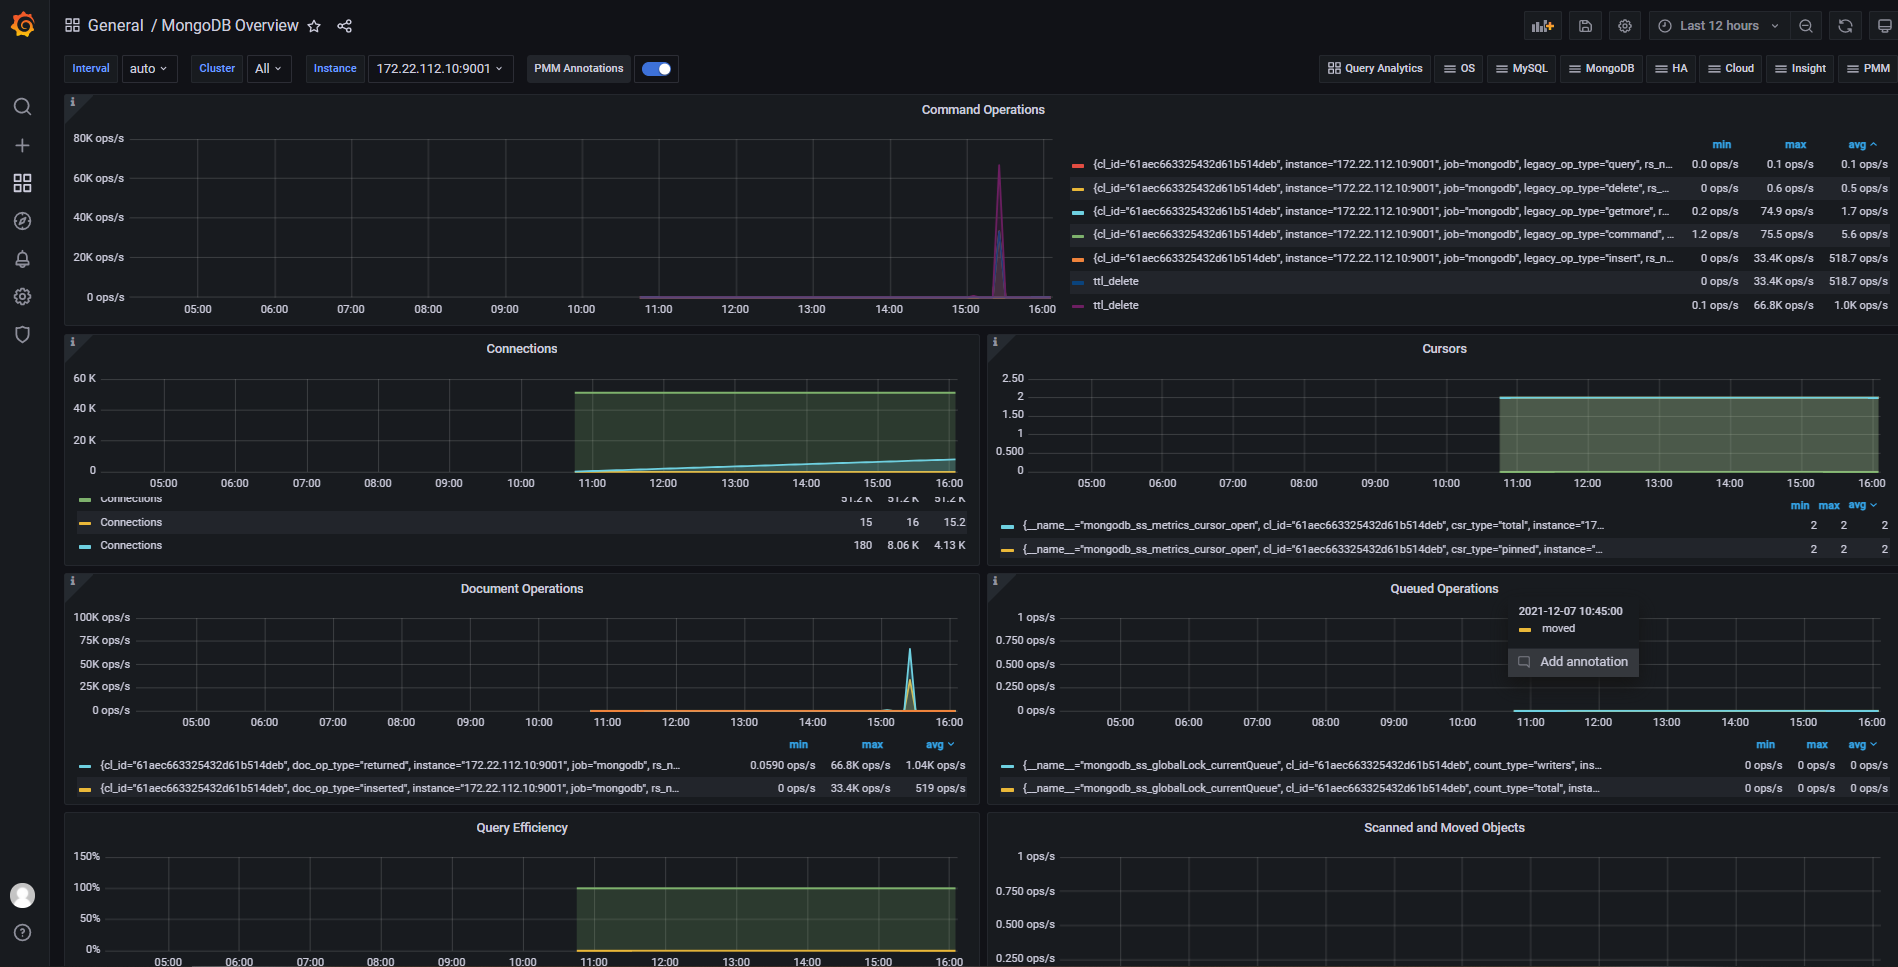 General / MongoDB Overview
Last 12 hours
Interval auto Cluster All Instance 172.22.112.10:9001 PMM Annotations
Query Analytics OS MySQL MongoDB HA Cloud Insight PMM
Command Operations
80K ops/s
60K ops/s
40K ops/s
20K ops/s
0 ops/s
05:00 06:00 07:00 08:00 09:00 10:00 11:00 12:00 13:00 14:00 15:00 16:00
min max avg
{cl_id="61aec663325432d61b514deb", instance="172.22.112.10:9001", job="mongodb", legacy_op_type="query", rs_n... 0.0 ops/s 0.1 ops/s 0.1 ops/s
{cl_id="61aec663325432d61b514deb", instance="172.22.112.10:9001", job="mongodb", legacy_op_type="delete", rs_... 0 ops/s 0.6 ops/s 0.5 ops/s
{cl_id="61aec663325432d61b514deb", instance="172.22.112.10:9001", job="mongodb", legacy_op_type="getmore", r... 0.2 ops/s 74.9 ops/s 1.7 ops/s
{cl_id="61aec663325432d61b514deb", instance="172.22.112.10:9001", job="mongodb", legacy_op_type="command", ... 1.2 ops/s 75.5 ops/s 5.6 ops/s
{cl_id="61aec663325432d61b514deb", instance="172.22.112.10:9001", job="mongodb", legacy_op_type="insert", rs_n... 0 ops/s 33.4K ops/s 518.7 ops/s
ttl_delete 0 ops/s 33.4K ops/s 518.7 ops/s
ttl_delete 0.1 ops/s 66.8K ops/s 1.0K ops/s
Connections
60 K
40 K
20 K
0
05:00 06:00 07:00 08:00 09:00 10:00 11:00 12:00 13:00 14:00 15:00 16:00
Connections 51.2 K 51.2 K 51.2 K
Connections 15 16 15.2
Connections 180 8.06 K 4.13 K
Cursors
2.50
2
1.50
1
0.500
0
05:00 06:00 07:00 08:00 09:00 10:00 11:00 12:00 13:00 14:00 15:00 16:00
min max avg
{__name__="mongodb_ss_metrics_cursor_open", cl_id="61aec663325432d61b514deb", csr_type="total", instance="17... 2 2 2
{__name__="mongodb_ss_metrics_cursor_open", cl_id="61aec663325432d61b514deb", csr_type="pinned", instance="... 2 2 2
Document Operations
100K ops/s
75K ops/s
50K ops/s
25K ops/s
0 ops/s
05:00 06:00 07:00 08:00 09:00 10:00 11:00 12:00 13:00 14:00 15:00 16:00
min max avg
{cl_id="61aec663325432d61b514deb", doc_op_type="returned", instance="172.22.112.10:9001", job="mongodb", rs_n... 0.0590 ops/s 66.8K ops/s 1.04K ops/s
{cl_id="61aec663325432d61b514deb", doc_op_type="inserted", instance="172.22.112.10:9001", job="mongodb", rs_n... 0 ops/s 33.4K ops/s 519 ops/s
Queued Operations
1 ops/s
0.750 ops/s
0.500 ops/s
0.250 ops/s
0 ops/s
2021-12-07 10:45:00
moved
Add annotation
05:00 06:00 07:00 08:00 09:00 10:00 11:00 12:00 13:00 14:00 15:00 16:00
min max avg
{__name__="mongodb_ss_globalLock_currentQueue", cl_id="61aec663325432d61b514deb", count_type="writers", ins... 0 ops/s 0 ops/s 0 ops/s
{__name__="mongodb_ss_globalLock_currentQueue", cl_id="61aec663325432d61b514deb", count_type="total", insta... 0 ops/s 0 ops/s 0 ops/s
Query Efficiency
150%
100%
50%
0%
05:00 06:00 07:00 08:00 09:00 10:00 11:00 12:00 13:00 14:00 15:00 16:00
Scanned and Moved Objects
1 ops/s
0.750 ops/s
0.500 ops/s
0.250 ops/s